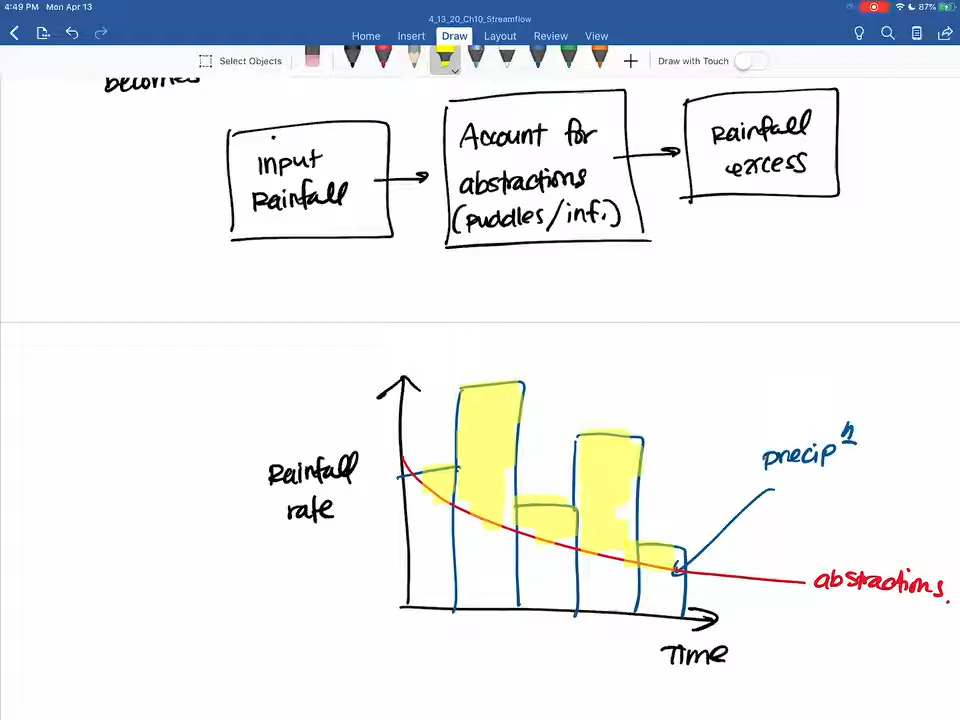 4:49 PM Mon Apr 13
87%
4_13_20_Ch10_Streamflow
Home Insert Draw Layout Review View
Select Objects
Draw with Touch
becomes
Input
Rainfall
Account for
abstractions
(puddles/inf.)
Rainfall
excess
Rainfall
rate
precip n
abstractions.
Time